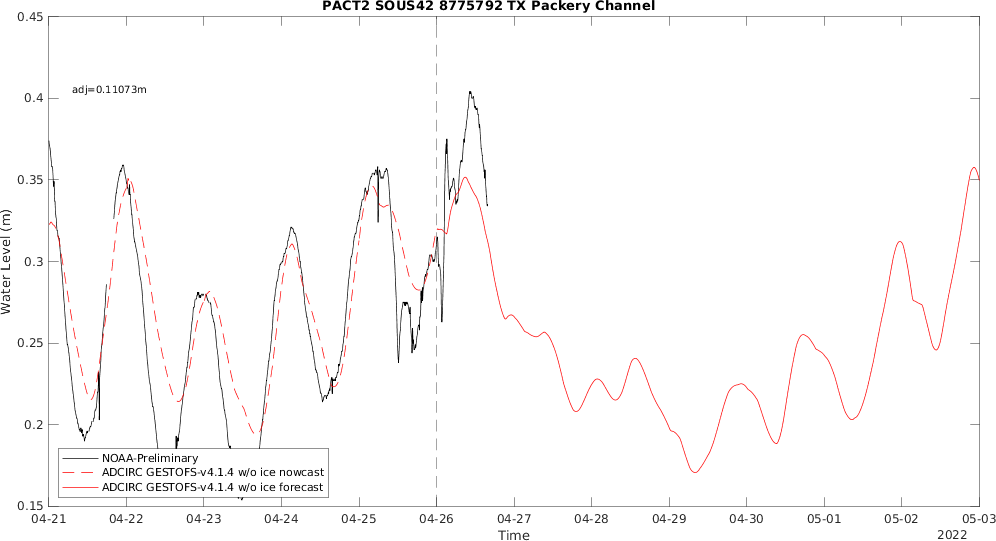 PACT2 SOUS42 8775792 TX Packery Channel
0.45
0.4
0.35
0.3
0.25
0.2
0.15
Water Level (m)
adj=0.11073m
NOAA-Preliminary
ADCIRC GESTOFS-v4.1.4 w/o ice nowcast
ADCIRC GESTOFS-v4.1.4 w/o ice forecast
04-21 04-22 04-23 04-24 04-25 04-26 04-27 04-28 04-29 04-30 05-01 05-02 05-03
Time
2022